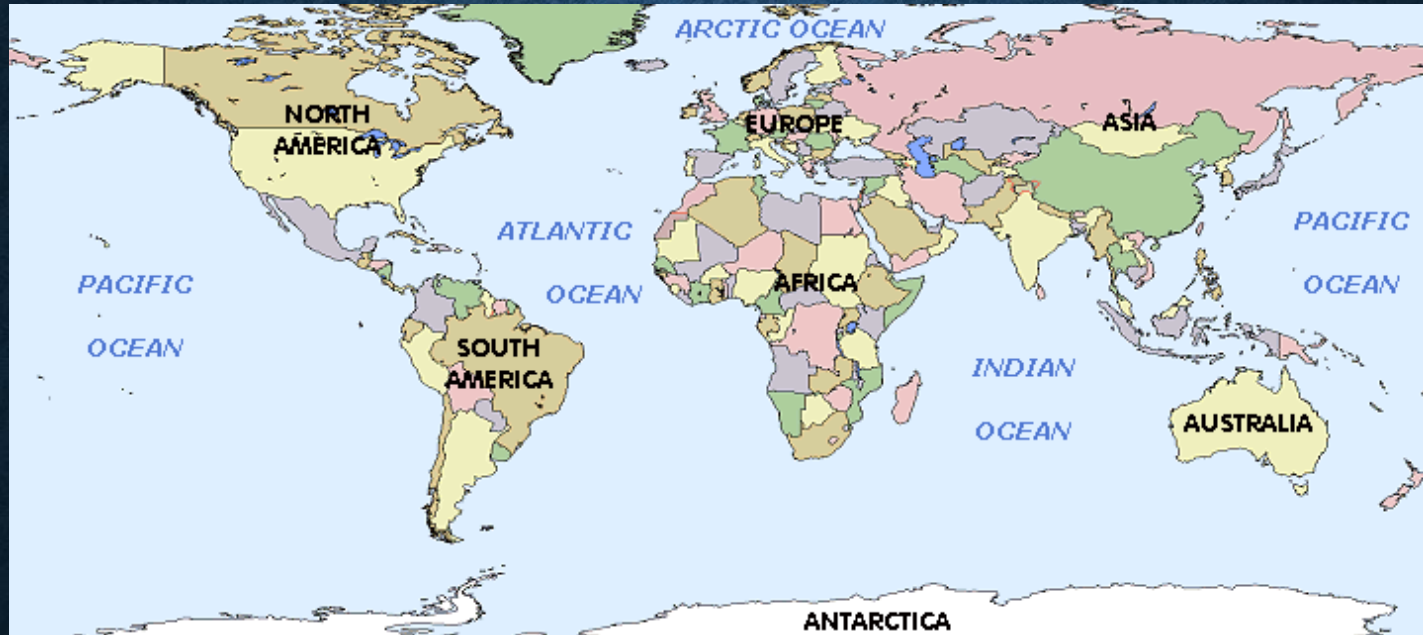 ARCTIC OCEAN
NORTH
AMERICA
EUROPE
ASIA
ATLANTIC
OCEAN
PACIFIC
OCEAN
PACIFIC
OCEAN
AFRICA
SOUTH
AMERICA
INDIAN
OCEAN
AUSTRALIA
ANTARCTICA